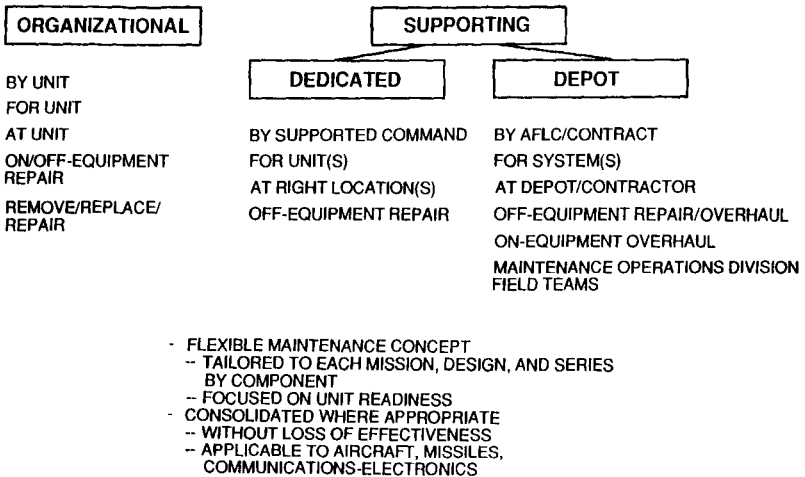 ORGANIZATIONAL
BY UNIT
FOR UNIT
AT UNIT
ON/OFF-EQUIPMENT
REPAIR
REMOVE/REPLACE/
REPAIR
SUPPORTING
DEDICATED
BY SUPPORTED COMMAND
FOR UNIT(S)
AT RIGHT LOCATION(S)
OFF-EQUIPMENT REPAIR
DEPOT
BY AFLC/CONTRACT
FOR SYSTEM(S)
AT DEPOT/CONTRACTOR
OFF-EQUIPMENT REPAIR/OVERHAUL
ON-EQUIPMENT OVERHAUL
MAINTENANCE OPERATIONS DIVISION
FIELD TEAMS
- FLEXIBLE MAINTENANCE CONCEPT
-- TAILORED TO EACH MISSION, DESIGN, AND SERIES
BY COMPONENT
-- FOCUSED ON UNIT READINESS
- CONSOLIDATED WHERE APPROPRIATE
-- WITHOUT LOSS OF EFFECTIVENESS
-- APPLICABLE TO AIRCRAFT, MISSILES,
COMMUNICATIONS-ELECTRONICS